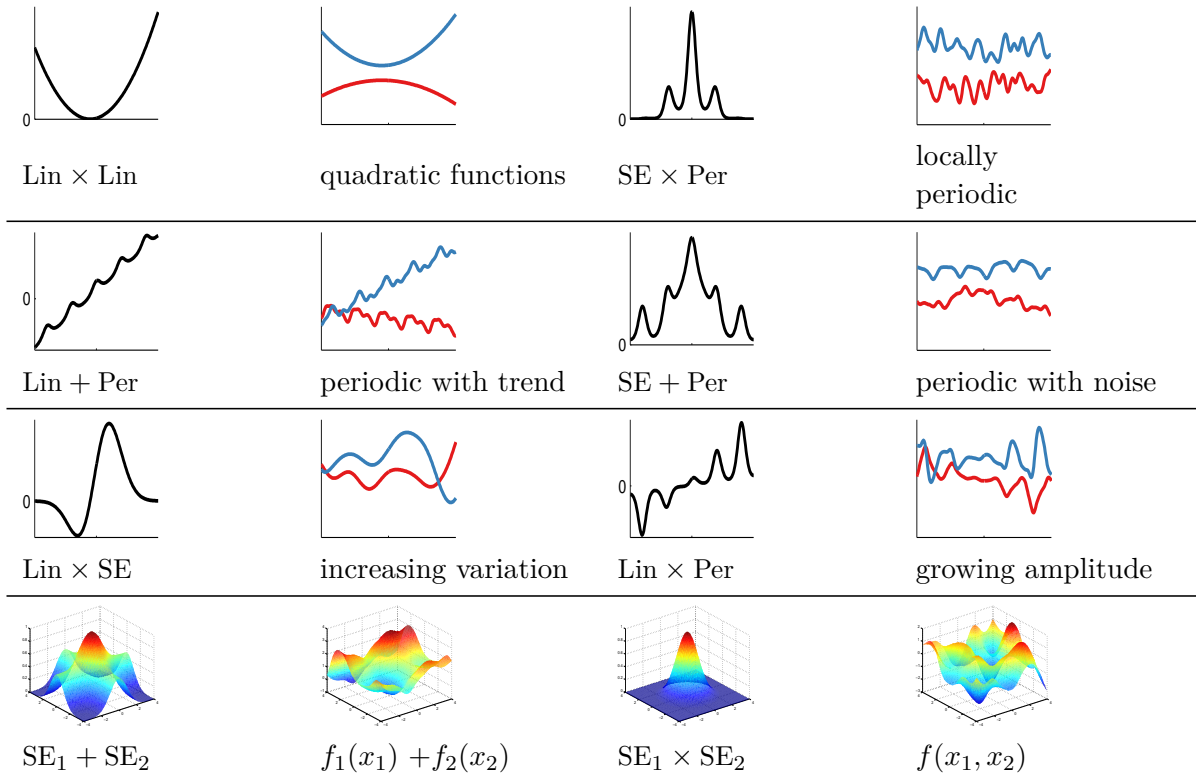 0
0
Lin × Lin
quadratic functions
SE × Per
locally
periodic
0
0
Lin + Per
periodic with trend
SE + Per
periodic with noise
0
0
Lin × SE
increasing variation
Lin × Per
growing amplitude
SE₁ + SE₂
f₁(x₁) +f₂(x₂)
SE₁ × SE₂
f(x₁, x₂)